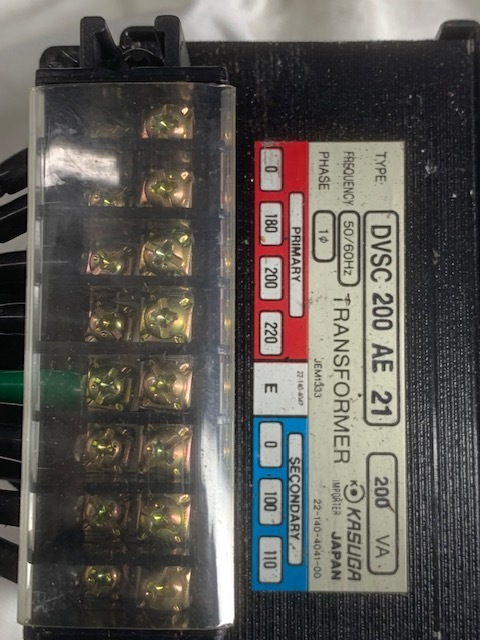 TYPE DVSC 200 AE 21 200 VA
FREQUENCY 50/60Hz TRANSFORMER KASUGA
PHASE 1φ JEM1333 IMPORTER JAPAN
22-140-4041-00
PRIMARY SECONDARY
0 180 200 220 E 0 100 110